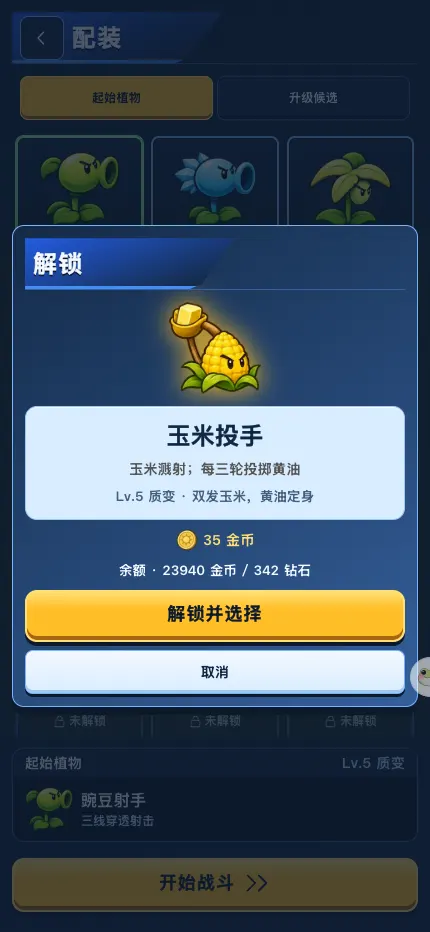 配装
起始植物
升级候选
解锁
玉米投手
玉米溅射；每三轮投掷黄油
Lv.5 质变 · 双发玉米，黄油定身
35 金币
余额 · 23940 金币 / 342 钻石
解锁并选择
取消
未解锁
未解锁
未解锁
起始植物
Lv.5 质变
豌豆射手
三线穿透射击
开始战斗